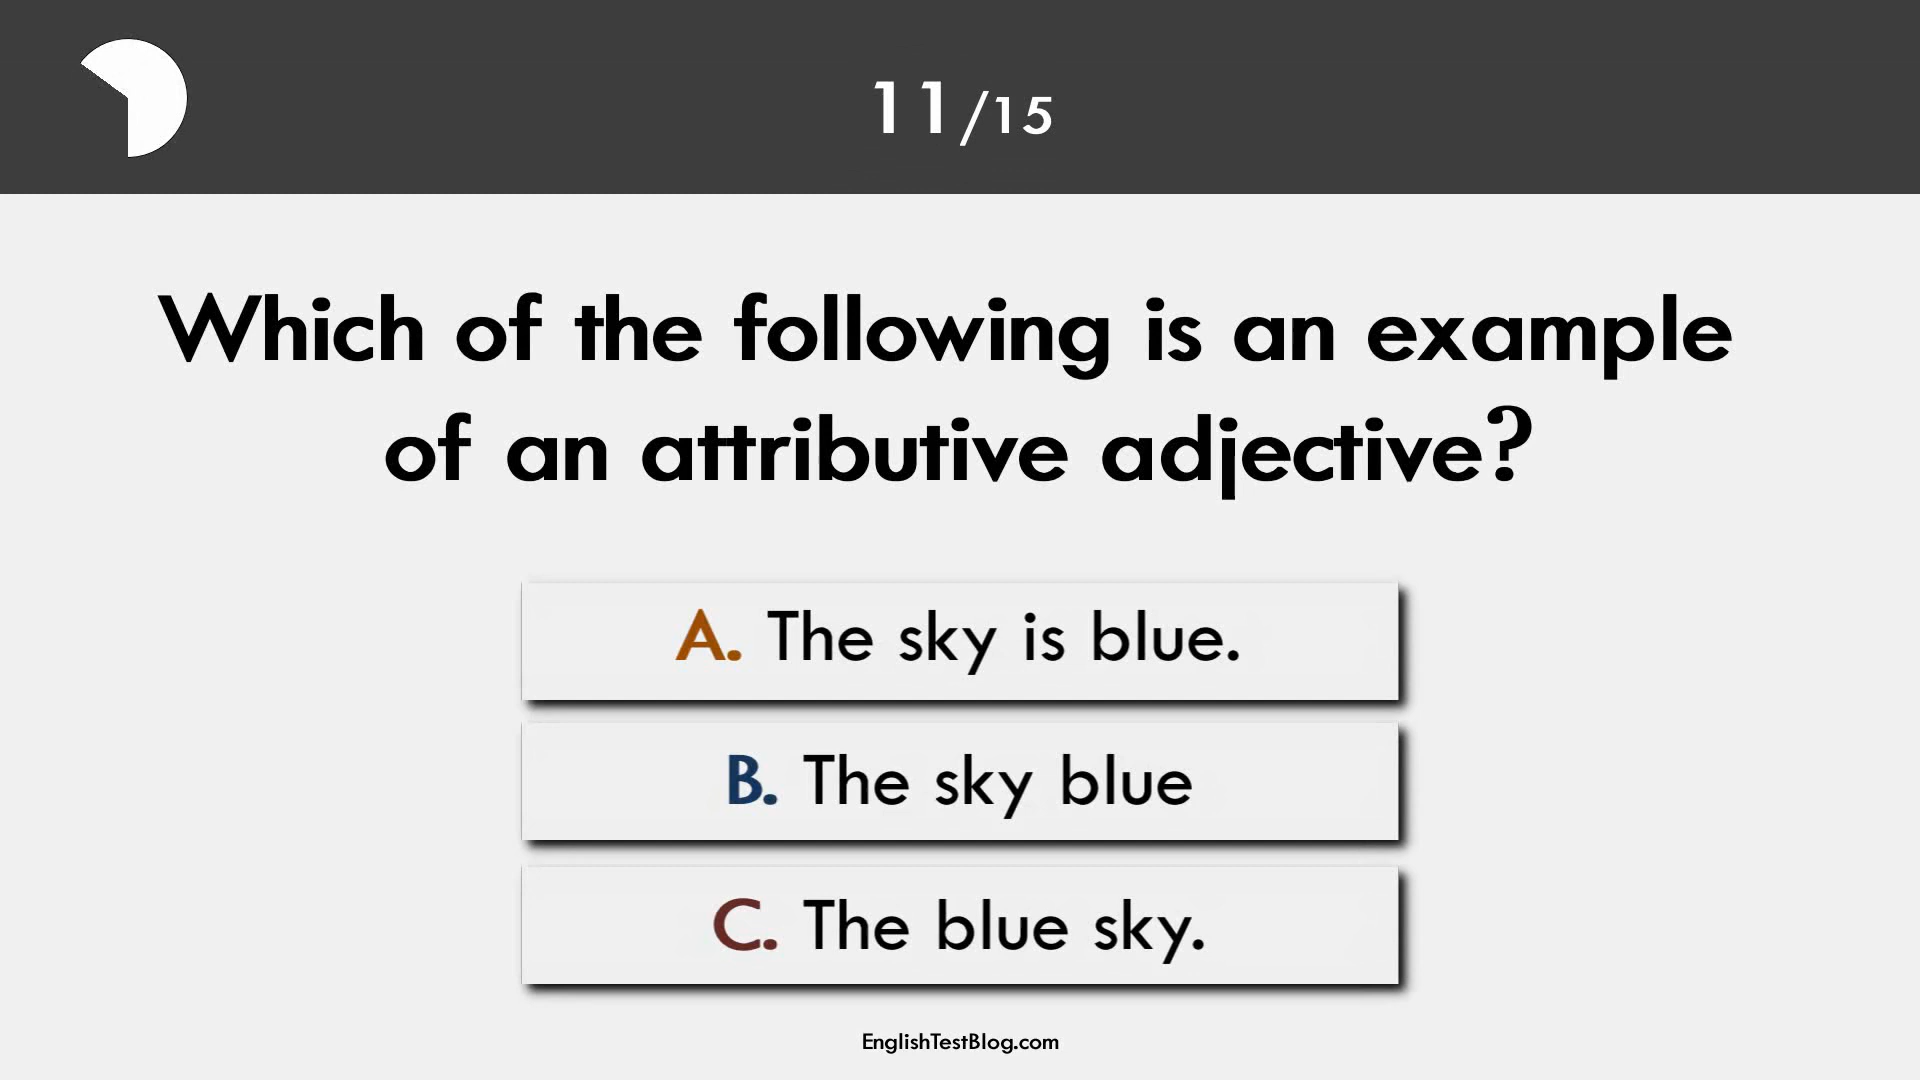 11/15
Which of the following is an example
of an attributive adjective?
A. The sky is blue.
B. The sky blue
C. The blue sky.
EnglishTestBlog.com